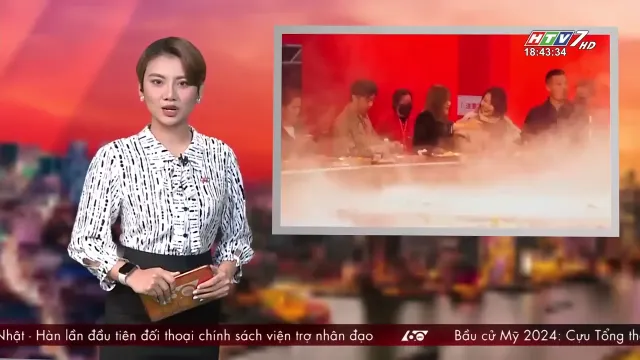 HTV7 HD
18:43:34
Nhật - Hàn lần đầu tiên đối thoại chính sách viện trợ nhân đạo 60 Bầu cử Mỹ 2024: Cựu Tổng th